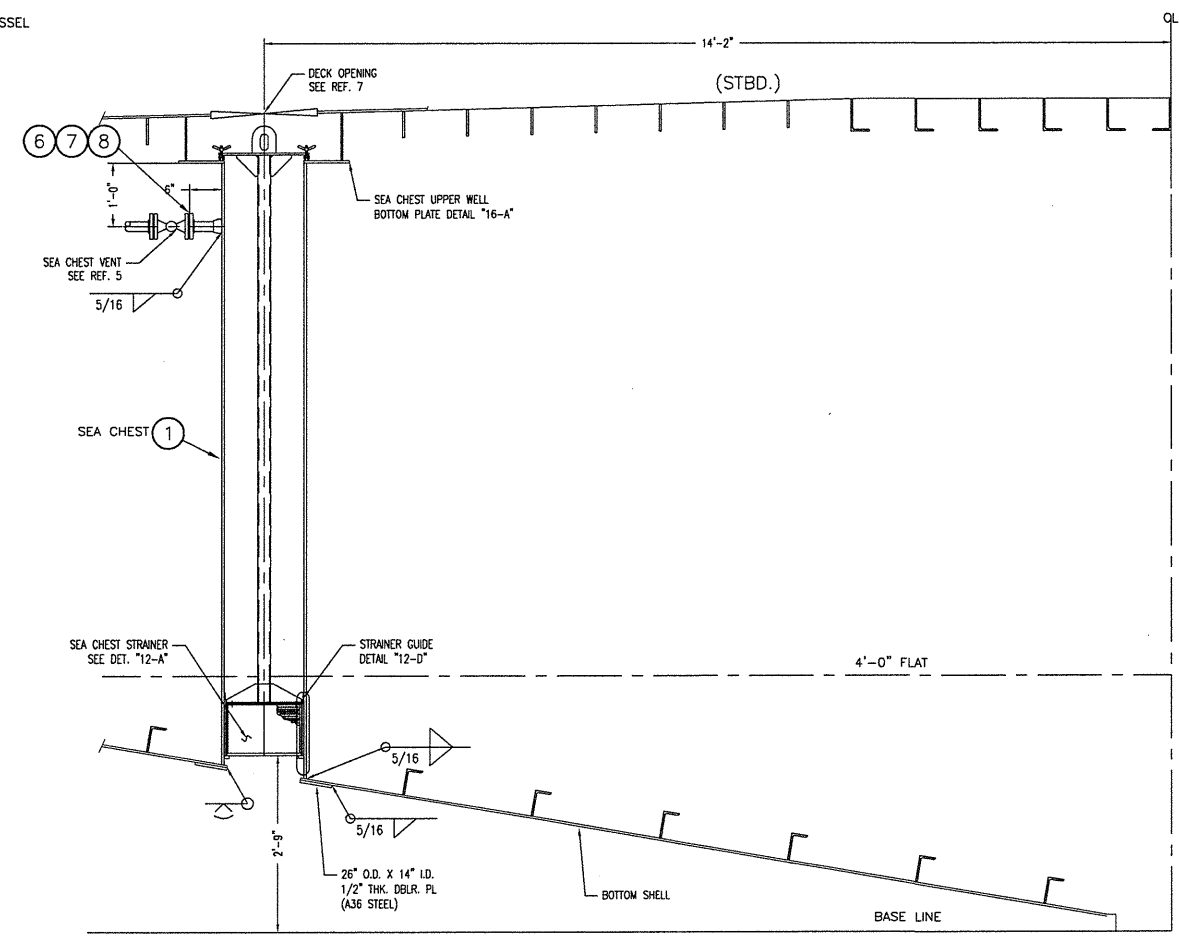 SSEL
CL
14'-2"
DECK OPENING
SEE REF. 7
(STBD.)
6 7 8
1'-0"
6"
SEA CHEST UPPER WELL
BOTTOM PLATE DETAIL "16-A"
SEA CHEST VENT
SEE REF. 5
5/16
SEA CHEST 1
SEA CHEST STRAINER
SEE DET. "12-A"
STRAINER GUIDE
DETAIL "12-D"
4'-0" FLAT
5/16
5/16
2'-9"
26" O.D. X 14" I.D.
1/2" THK. DBLR. PL
(A36 STEEL)
BOTTOM SHELL
BASE LINE